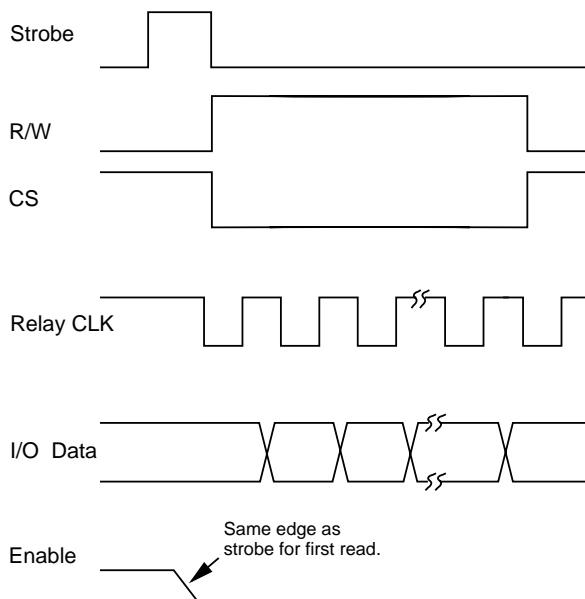 Strobe
R/W
CS
Relay CLK
I/O Data
Enable
Same edge as
strobe for first read.